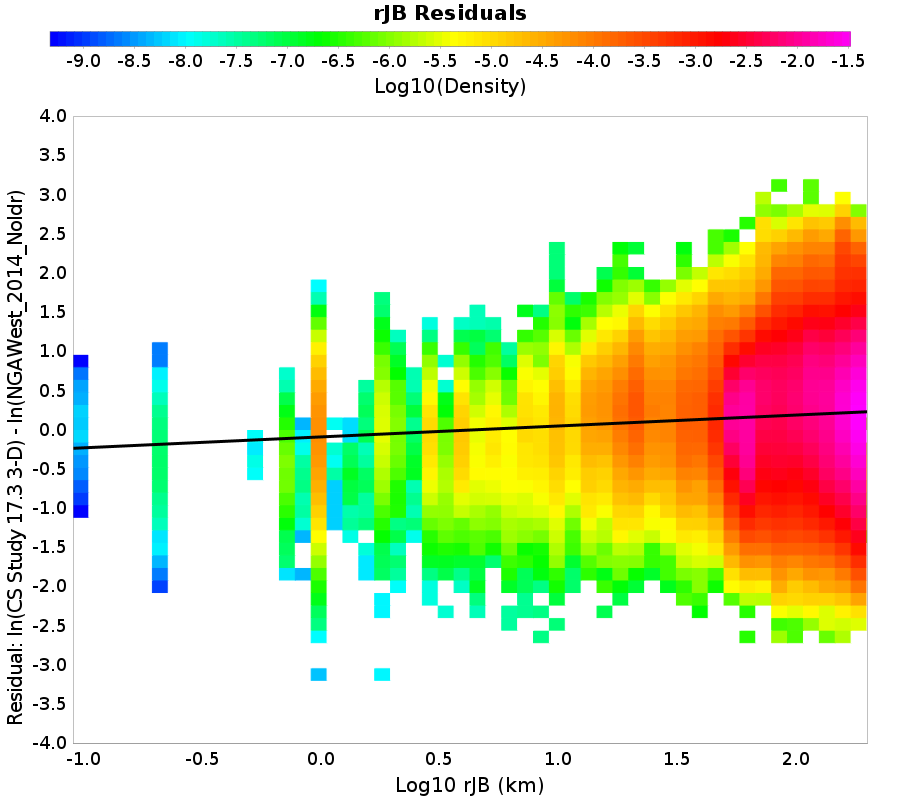 rJB Residuals
-9.0 -8.5 -8.0 -7.5 -7.0 -6.5 -6.0 -5.5 -5.0 -4.5 -4.0 -3.5 -3.0 -2.5 -2.0 -1.5
Log10(Density)
4.0
3.5
3.0
2.5
2.0
1.5
1.0
0.5
0.0
-0.5
-1.0
-1.5
-2.0
-2.5
-3.0
-3.5
-4.0
Residual: ln(CS Study 17.3 3-D) - ln(NGAWest_2014_NoIdr)
-1.0 -0.5 0.0 0.5 1.0 1.5 2.0
Log10 rJB (km)